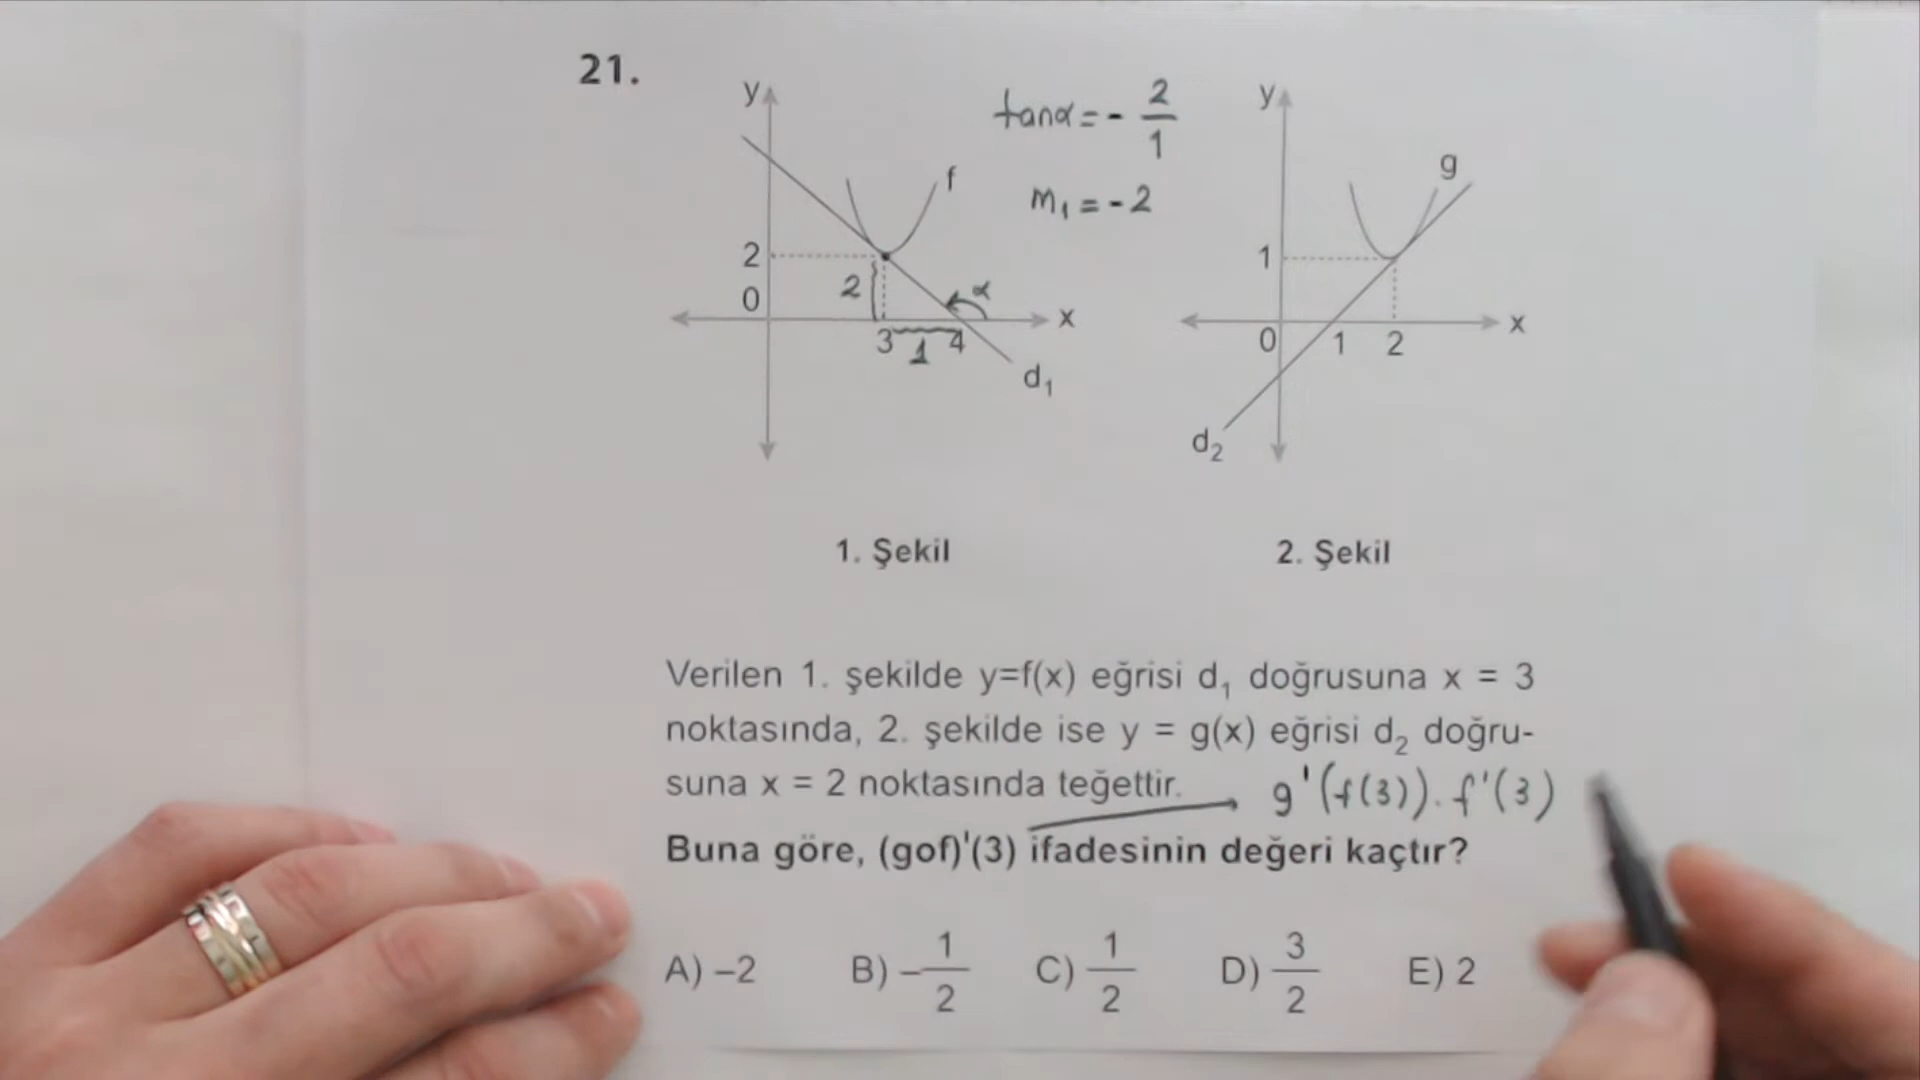 21.
y
f
2
0
2
α
x
3
1
4
d₁
tanα = - 2/1
m₁ = - 2
y
g
1
0
1
2
x
d₂
1. Şekil
2. Şekil
Verilen 1. şekilde y=f(x) eğrisi d₁ doğrusuna x = 3
noktasında, 2. şekilde ise y = g(x) eğrisi d₂ doğru-
suna x = 2 noktasında teğettir.
g'(f(3)).f'(3)
Buna göre, (gof)'(3) ifadesinin değeri kaçtır?
A) –2 B) –1/2 C) 1/2 D) 3/2 E) 2